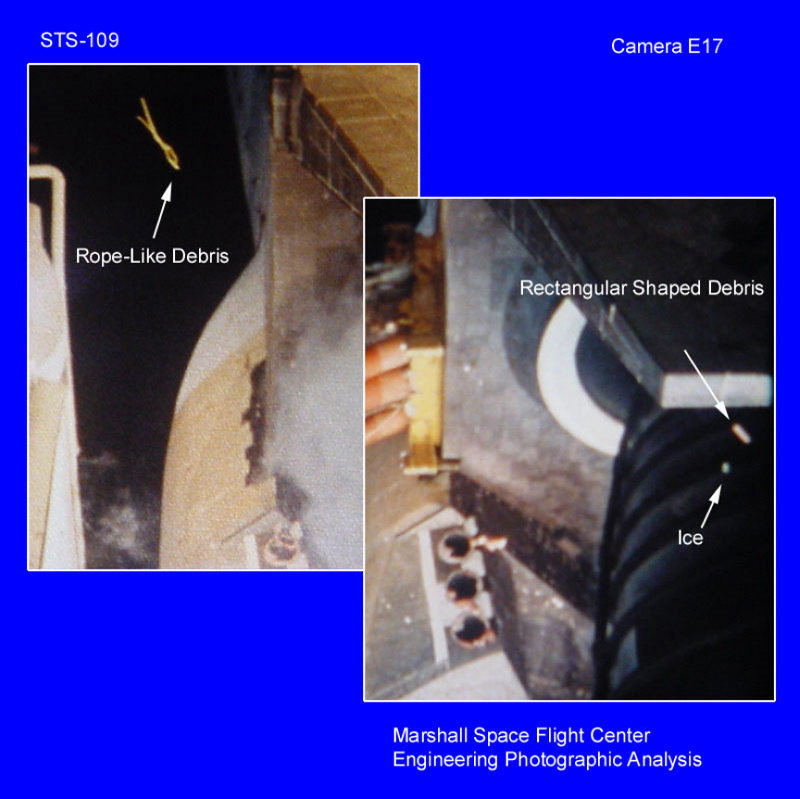 STS-109
Camera E17
Rope-Like Debris
Rectangular Shaped Debris
Ice
Marshall Space Flight Center
Engineering Photographic Analysis